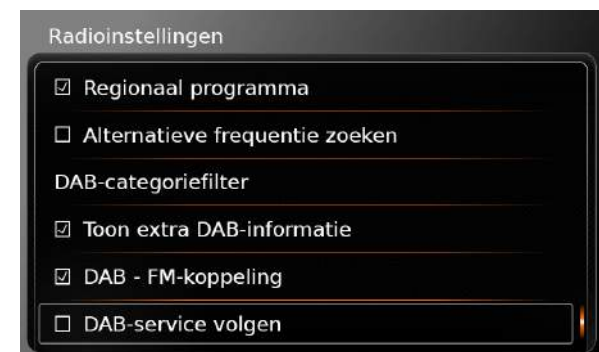 Radioinstellingen
☑ Regionaal programma
☐ Alternatieve frequentie zoeken
DAB-categoriefilter
☑ Toon extra DAB-informatie
☑ DAB - FM-koppeling
☐ DAB-service volgen